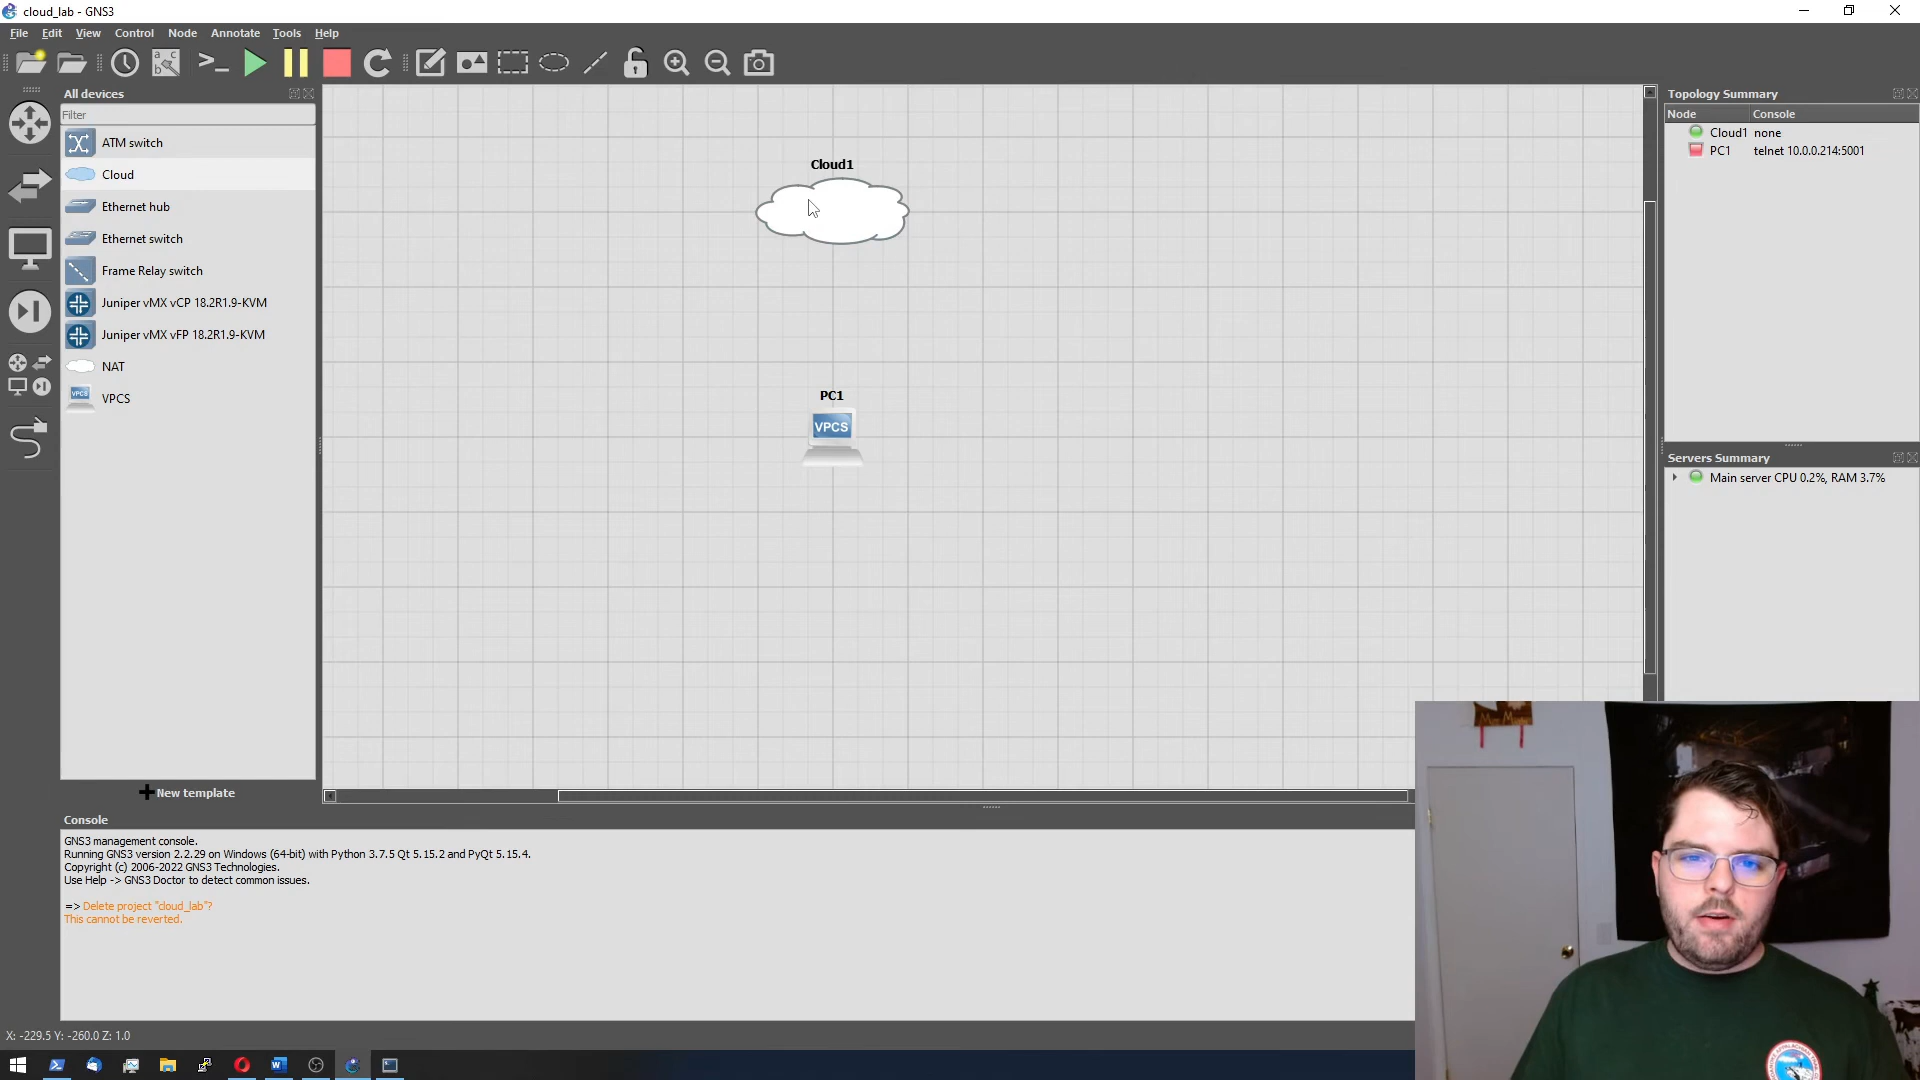 cloud_lab - GNS3
File Edit View Control Node Annotate Tools Help
All devices
Filter
ATM switch
Cloud
Ethernet hub
Ethernet switch
Frame Relay switch
Juniper vMX vCP 18.2R1.9-KVM
Juniper vMX vFP 18.2R1.9-KVM
NAT
VPCS
VPCS
New template
Cloud1
PC1
VPCS
Topology Summary
Node Console
Cloud1 none
PC1 telnet 10.0.0.214:5001
Servers Summary
Main server CPU 0.2%, RAM 3.7%
Console
GNS3 management console.
Running GNS3 version 2.2.29 on Windows (64-bit) with Python 3.7.5 Qt 5.15.2 and PyQt 5.15.4.
Copyright (c) 2006-2022 GNS3 Technologies.
Use Help -> GNS3 Doctor to detect common issues.
=> Delete project "cloud_lab"?
This cannot be reverted.
X: -229.5 Y: -260.0 Z: 1.0